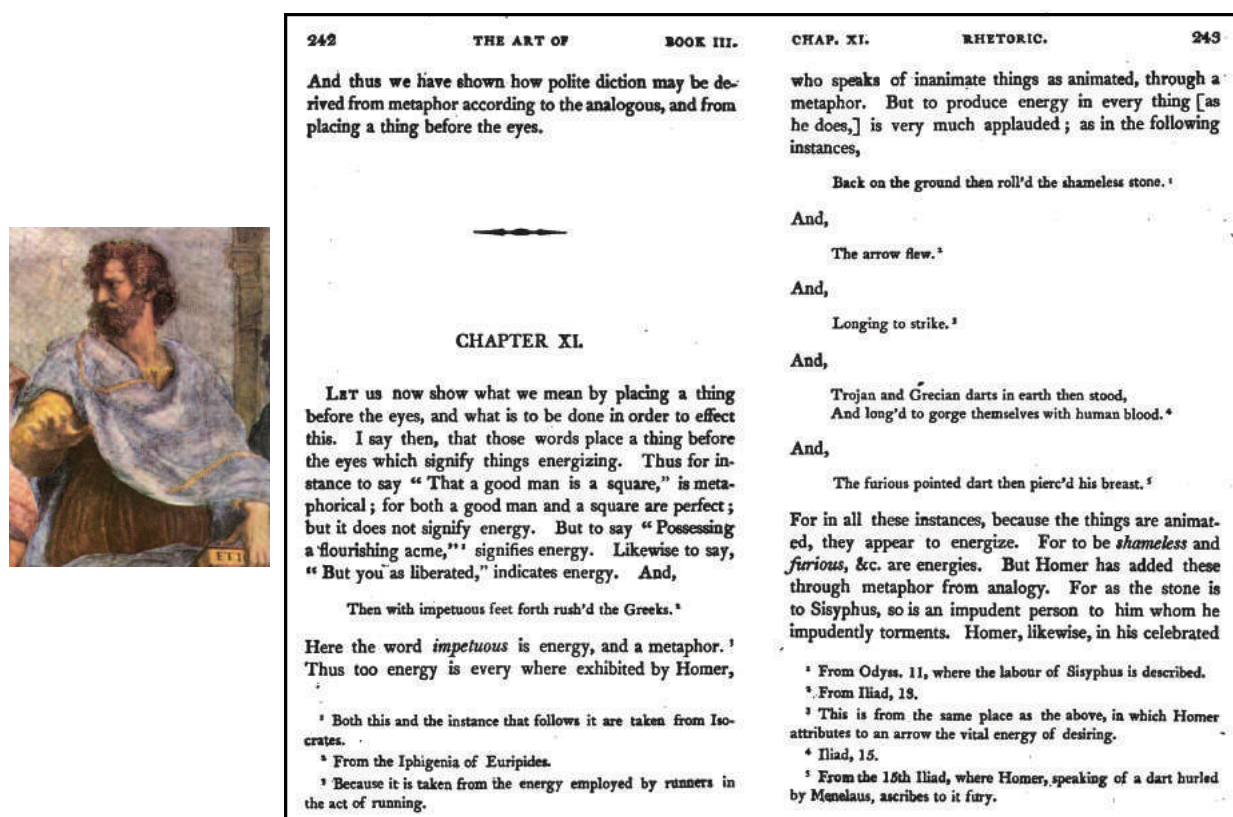 ETI
242 THE ART OF BOOK III.
And thus we have shown how polite diction may be de-
rived from metaphor according to the analogous, and from
placing a thing before the eyes.
CHAPTER XI.
LET us now show what we mean by placing a thing
before the eyes, and what is to be done in order to effect
this. I say then, that those words place a thing before
the eyes which signify things energizing. Thus for in-
stance to say “ That a good man is a square,” is meta-
phorical ; for both a good man and a square are perfect ;
but it does not signify energy. But to say “ Possessing
a flourishing acme,” ¹ signifies energy. Likewise to say,
“ But you as liberated,” indicates energy. And,
Then with impetuous feet forth rush'd the Greeks. ²
Here the word impetuous is energy, and a metaphor. ³
Thus too energy is every where exhibited by Homer,
¹ Both this and the instance that follows it are taken from Iso-
crates.
² From the Iphigenia of Euripides.
³ Because it is taken from the energy employed by runners in
the act of running.
CHAP. XI. RHETORIC. 243
who speaks of inanimate things as animated, through a
metaphor. But to produce energy in every thing [as
he does,] is very much applauded ; as in the following
instances,
Back on the ground then roll'd the shameless stone. ¹
And,
The arrow flew. ²
And,
Longing to strike. ³
And,
Trojan and Grecian darts in earth then stood,
And long'd to gorge themselves with human blood. ⁴
And,
The furious pointed dart then pierc'd his breast. ⁵
For in all these instances, because the things are animat-
ed, they appear to energize. For to be shameless and
furious, &c. are energies. But Homer has added these
through metaphor from analogy. For as the stone is
to Sisyphus, so is an impudent person to him whom he
impudently torments. Homer, likewise, in his celebrated
¹ From Odyss. 11, where the labour of Sisyphus is described.
² From Iliad, 13.
³ This is from the same place as the above, in which Homer
attributes to an arrow the vital energy of desiring.
⁴ Iliad, 15.
⁵ From the 15th Iliad, where Homer, speaking of a dart hurled
by Menelaus, ascribes to it fury.